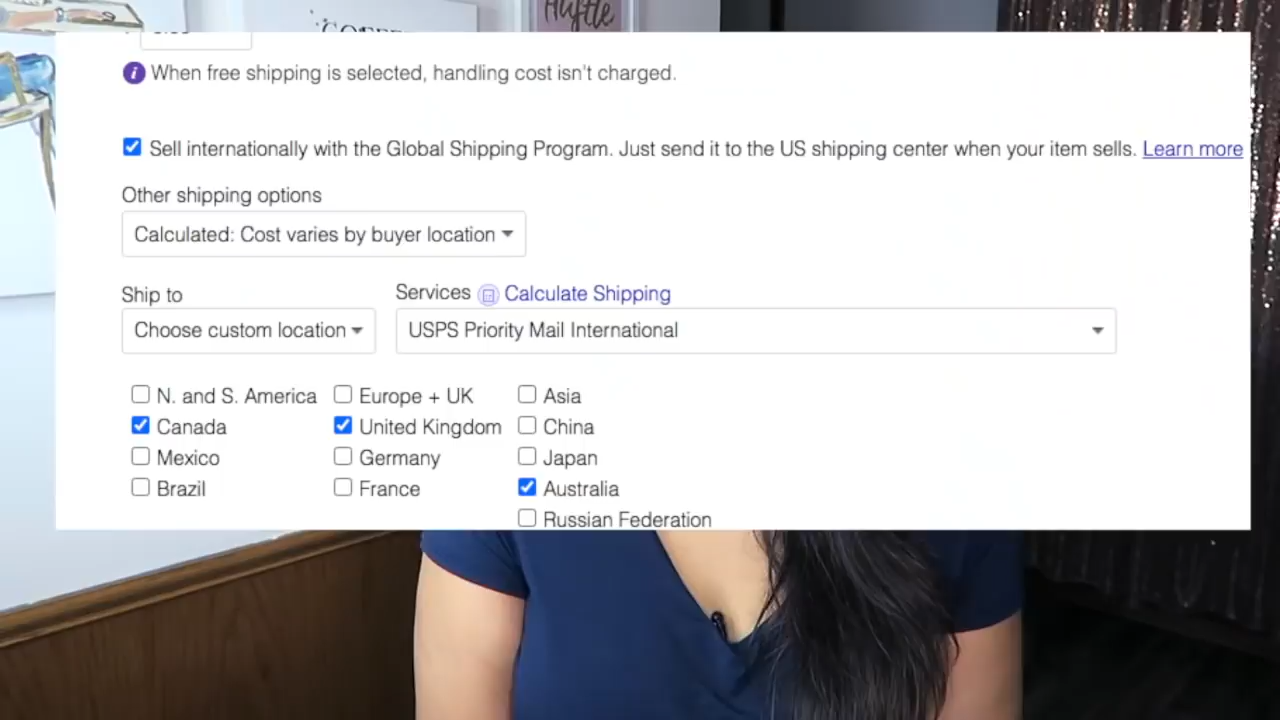 Hustle
When free shipping is selected, handling cost isn't charged.
Sell internationally with the Global Shipping Program. Just send it to the US shipping center when your item sells. Learn more
Other shipping options
Calculated: Cost varies by buyer location
Ship to
Services Calculate Shipping
Choose custom location
USPS Priority Mail International
N. and S. America Europe + UK Asia
Canada United Kingdom China
Mexico Germany Japan
Brazil France Australia
Russian Federation